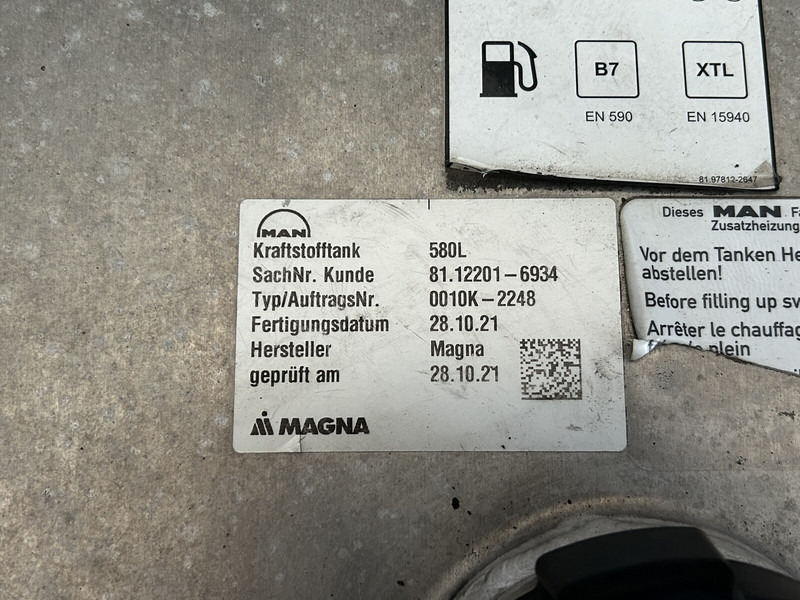 B7
XTL
EN 590
EN 15940
81.97812-2647
MAN
Kraftstofftank 580L
SachNr. Kunde 81.12201-6934
Typ/AuftragsNr. 0010K-2248
Fertigungsdatum 28.10.21
Hersteller Magna
geprüft am 28.10.21
MAGNA
Dieses MAN
Zusatzheizung
Vor dem Tanken
abstellen!
Before filling up
Arrêter le
plein